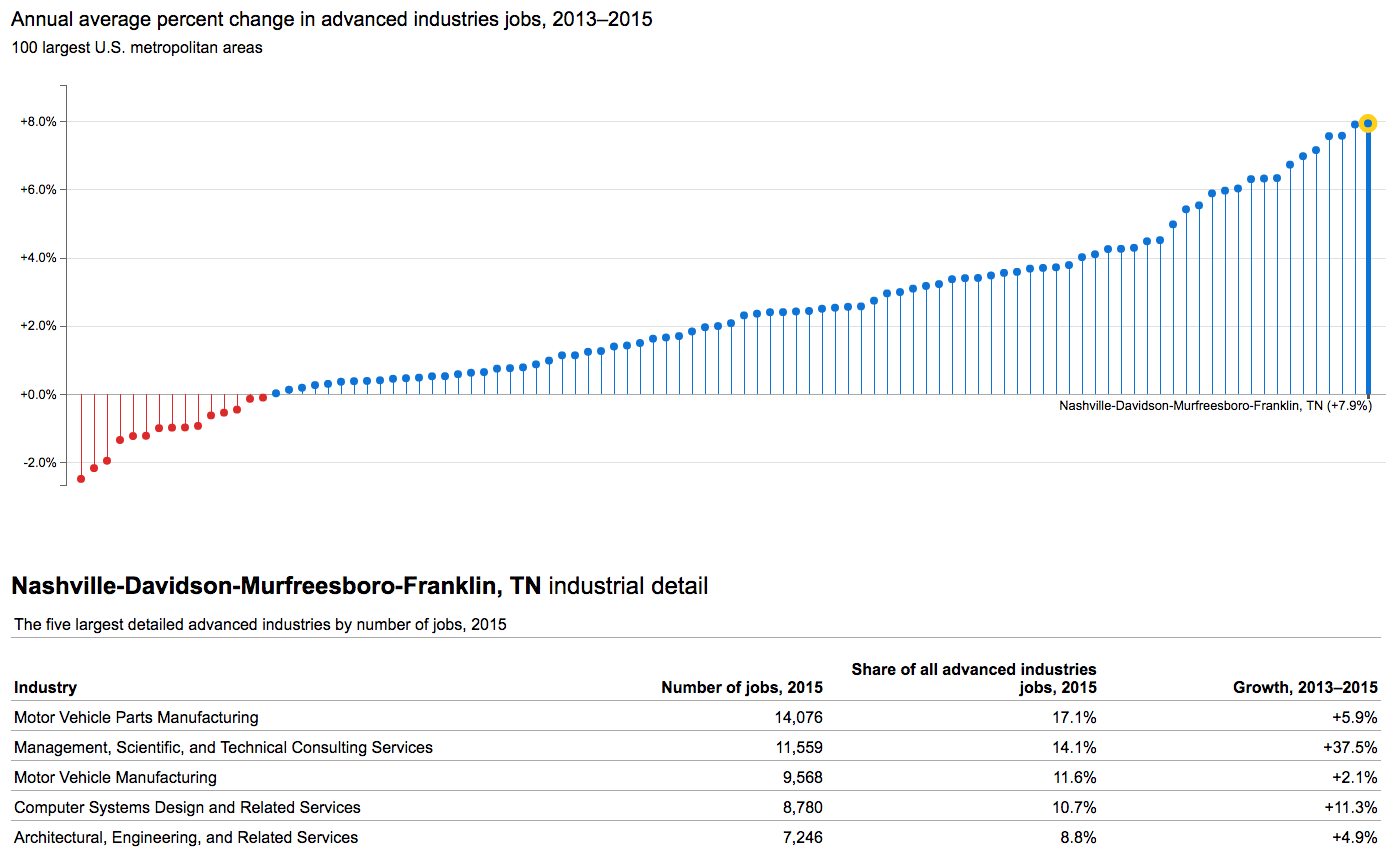 Annual average percent change in advanced industries jobs, 2013–2015
100 largest U.S. metropolitan areas
+8.0%
+6.0%
+4.0%
+2.0%
+0.0%
Nashville-Davidson-Murfreesboro-Franklin, TN (+7.9%)
-2.0%
Nashville-Davidson-Murfreesboro-Franklin, TN industrial detail
The five largest detailed advanced industries by number of jobs, 2015
Share of all advanced industries
Industry Number of jobs, 2015 jobs, 2015 Growth, 2013–2015
Motor Vehicle Parts Manufacturing 14,076 17.1% +5.9%
Management, Scientific, and Technical Consulting Services 11,559 14.1% +37.5%
Motor Vehicle Manufacturing 9,568 11.6% +2.1%
Computer Systems Design and Related Services 8,780 10.7% +11.3%
Architectural, Engineering, and Related Services 7,246 8.8% +4.9%